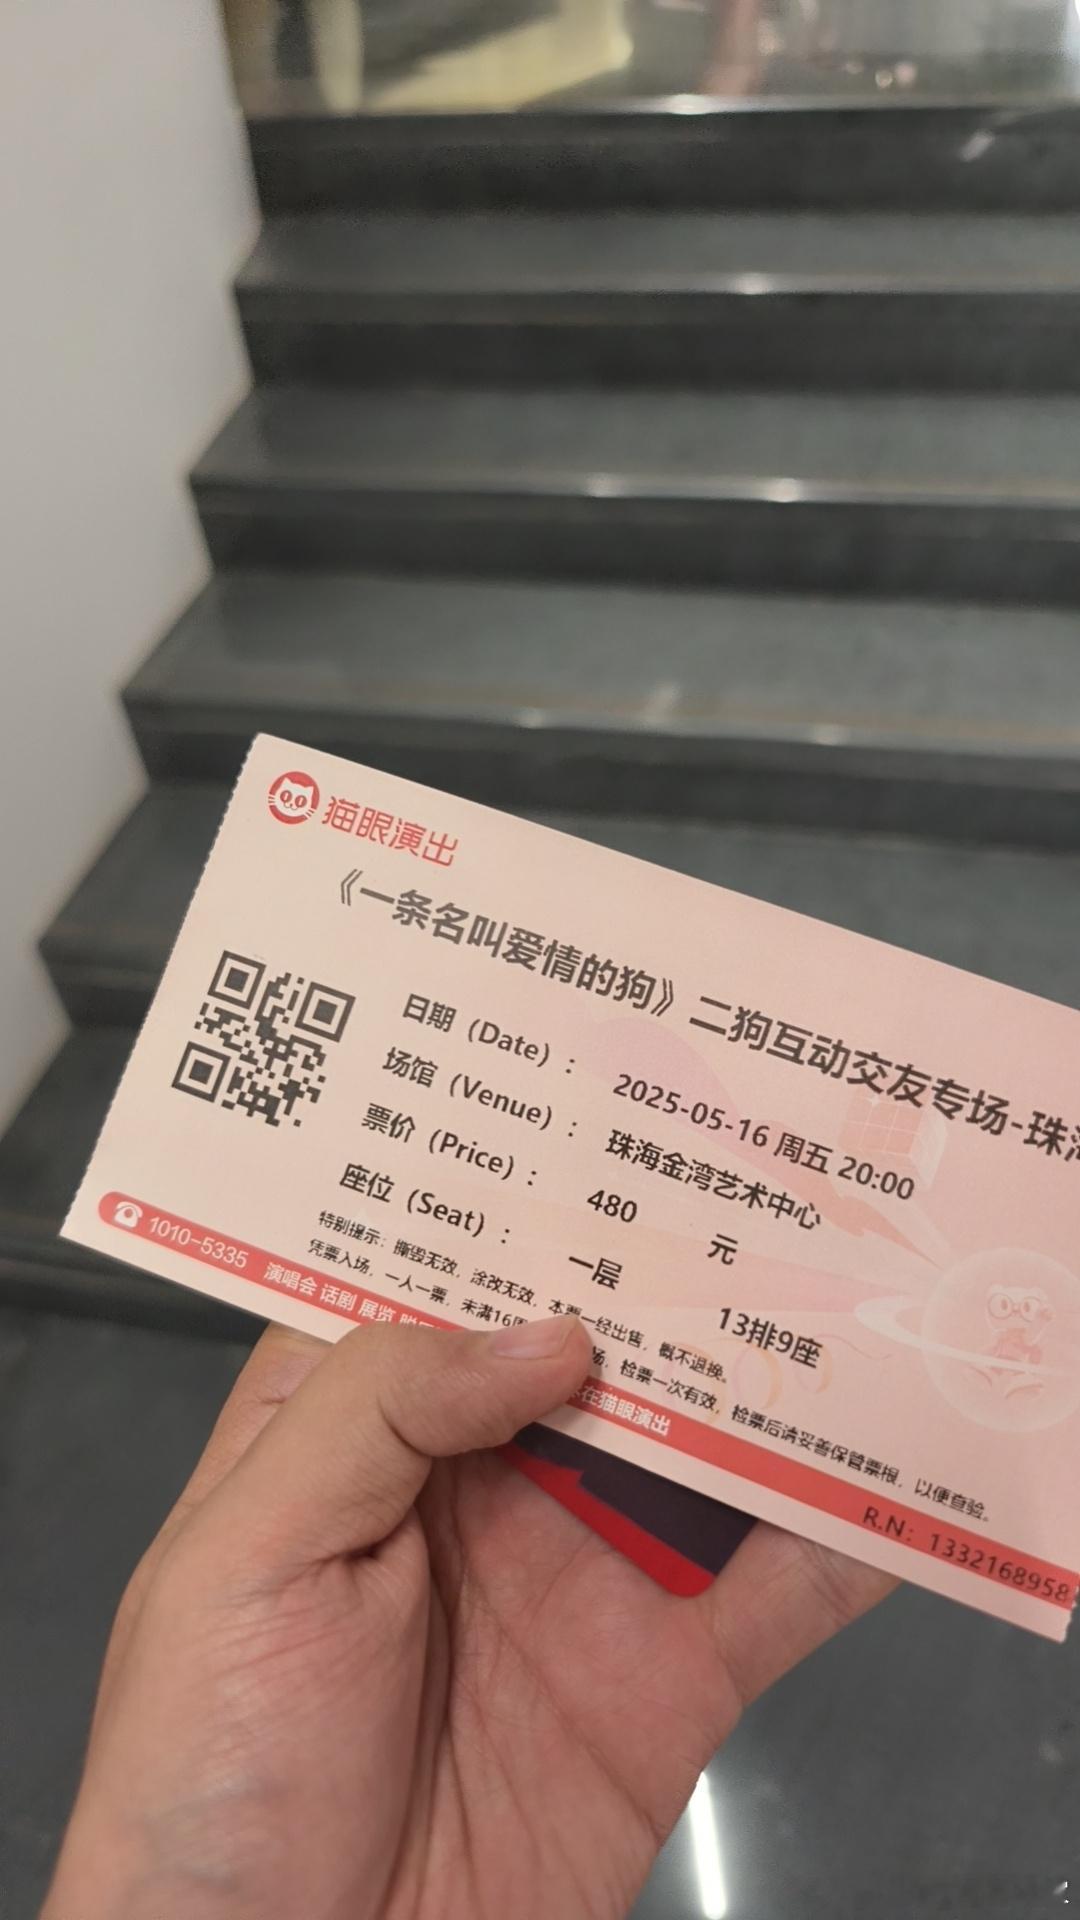 猫眼演出
《一条名叫爱情的狗》二狗互动交友专场-珠海
日期（Date）： 2025-05-16 周五 20:00
场馆（Venue）： 珠海金湾艺术中心
票价（Price）： 480 元
座位（Seat）： 一层 13排9座
特别提示：撕毁无效，涂改无效，本票一经出售，概不退换。
凭票入场，一人一票，未满16周 场，检票一次有效，检票后请妥善保管票根，以便查验。
1010-5335 演唱会 话剧 展览 在猫眼演出
R.N：1332168958